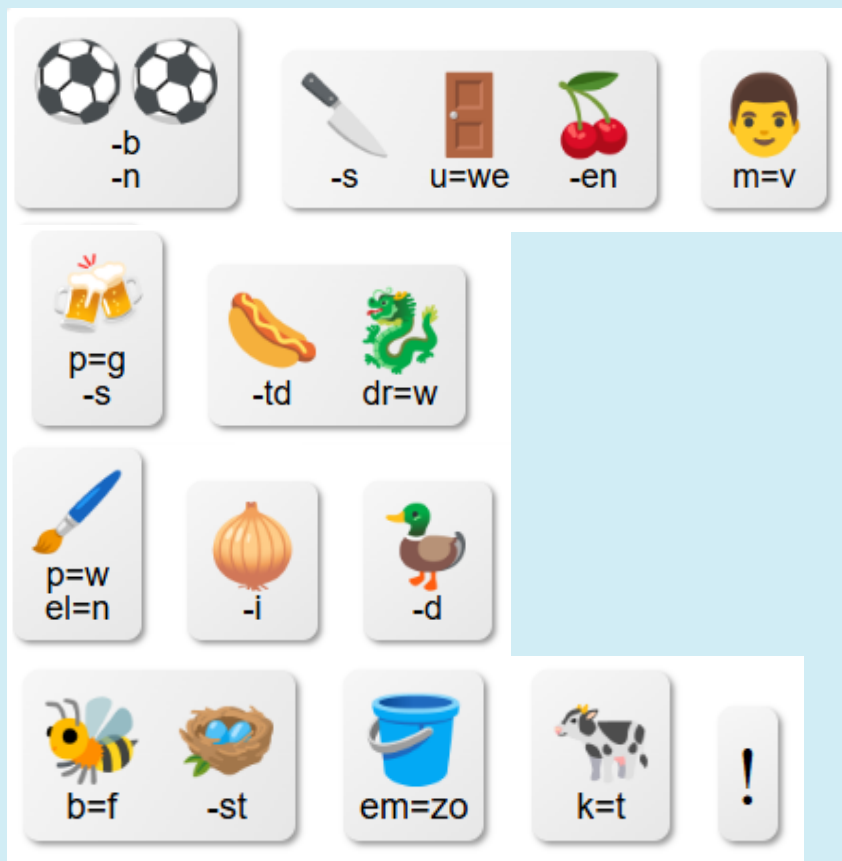 -b
-n
-s u=we -en m=v
p=g
-s
-td dr=w
p=w
el=n
-i
-d
b=f -st em=zo k=t !